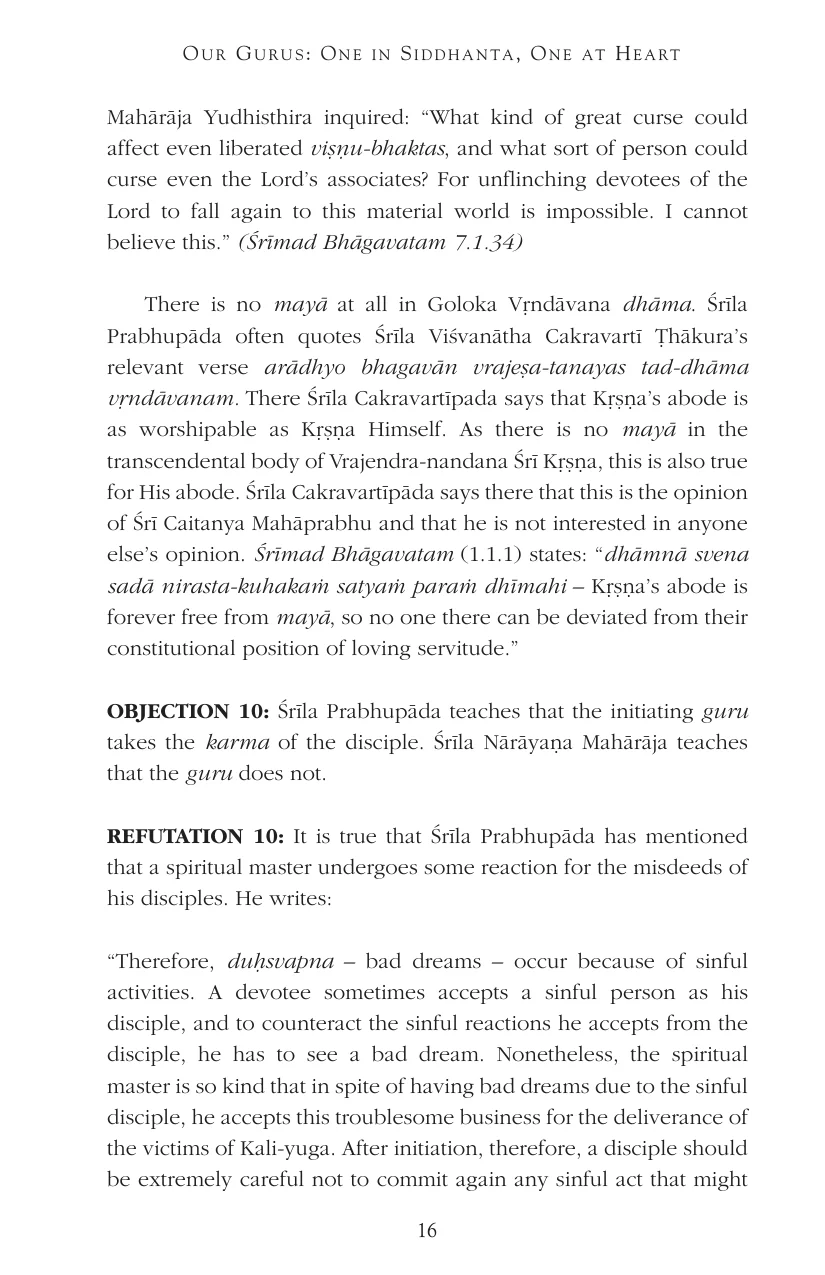 OUR GURUS: ONE IN SIDDHANTA, ONE AT HEART
Mahārāja Yudhisthira inquired: “What kind of great curse could
affect even liberated viṣṇu-bhaktas, and what sort of person could
curse even the Lord’s associates? For unflinching devotees of the
Lord to fall again to this material world is impossible. I cannot
believe this.” (Śrīmad Bhāgavatam 7.1.34)
There is no mayā at all in Goloka Vṛndāvana dhāma. Śrīla
Prabhupāda often quotes Śrīla Viśvanātha Cakravartī Ṭhākura’s
relevant verse arādhyo bhagavān vrajeṣa-tanayas tad-dhāma
vṛndāvanam. There Śrīla Cakravartīpada says that Kṛṣṇa’s abode is
as worshipable as Kṛṣṇa Himself. As there is no mayā in the
transcendental body of Vrajendra-nandana Śrī Kṛṣṇa, this is also true
for His abode. Śrīla Cakravartīpāda says there that this is the opinion
of Śrī Caitanya Mahāprabhu and that he is not interested in anyone
else’s opinion. Śrīmad Bhāgavatam (1.1.1) states: “dhāmnā svena
sadā nirasta-kuhakaṁ satyaṁ paraṁ dhīmahi – Kṛṣṇa’s abode is
forever free from mayā, so no one there can be deviated from their
constitutional position of loving servitude.”
OBJECTION 10: Śrīla Prabhupāda teaches that the initiating guru
takes the karma of the disciple. Śrīla Nārāyaṇa Mahārāja teaches
that the guru does not.
REFUTATION 10: It is true that Śrīla Prabhupāda has mentioned
that a spiritual master undergoes some reaction for the misdeeds of
his disciples. He writes:
“Therefore, duḥsvapna – bad dreams – occur because of sinful
activities. A devotee sometimes accepts a sinful person as his
disciple, and to counteract the sinful reactions he accepts from the
disciple, he has to see a bad dream. Nonetheless, the spiritual
master is so kind that in spite of having bad dreams due to the sinful
disciple, he accepts this troublesome business for the deliverance of
the victims of Kali-yuga. After initiation, therefore, a disciple should
be extremely careful not to commit again any sinful act that might
16